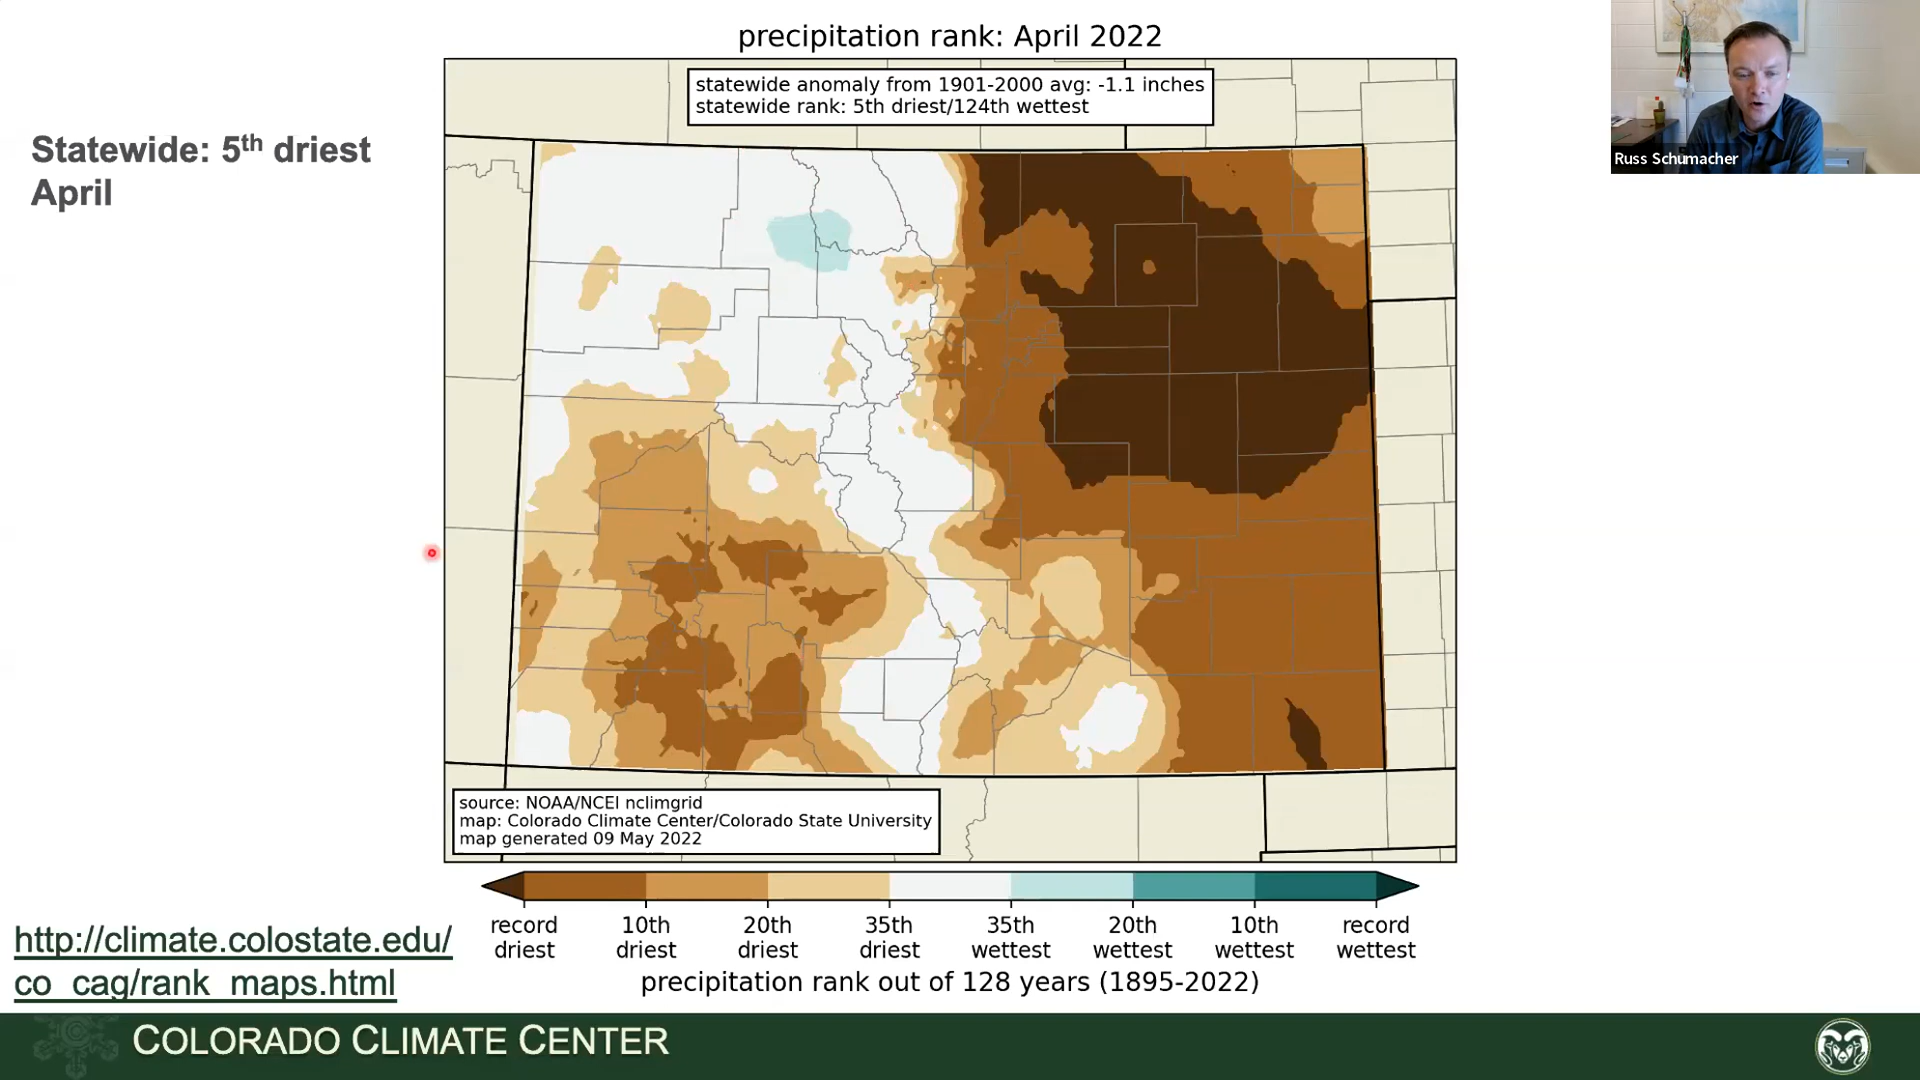 precipitation rank: April 2022
statewide anomaly from 1901-2000 avg: -1.1 inches
statewide rank: 5th driest/124th wettest
Statewide: 5th driest
April
Russ Schumacher
source: NOAA/NCEI nclimgrid
map: Colorado Climate Center/Colorado State University
map generated 09 May 2022
record driest
10th driest
20th driest
35th driest
35th wettest
20th wettest
10th wettest
record wettest
precipitation rank out of 128 years (1895-2022)
http://climate.colostate.edu/
co_cag/rank_maps.html
COLORADO CLIMATE CENTER